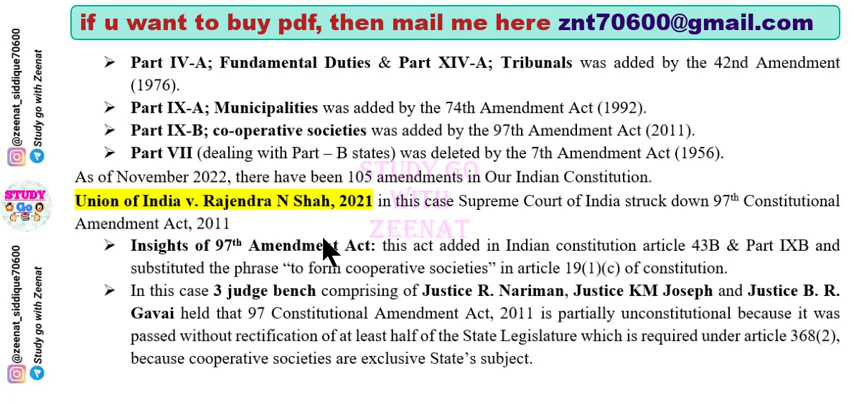 if u want to buy pdf, then mail me here znt70600@gmail.com
➤ Part IV-A; Fundamental Duties & Part XIV-A; Tribunals was added by the 42nd Amendment
(1976).
➤ Part IX-A; Municipalities was added by the 74th Amendment Act (1992).
➤ Part IX-B; co-operative societies was added by the 97th Amendment Act (2011).
➤ Part VII (dealing with Part – B states) was deleted by the 7th Amendment Act (1956).
As of November 2022, there have been 105 amendments in Our Indian Constitution.
Union of India v. Rajendra N Shah, 2021 in this case Supreme Court of India struck down 97th Constitutional
Amendment Act, 2011
➤ Insights of 97th Amendment Act: this act added in Indian constitution article 43B & Part IXB and
substituted the phrase “to form cooperative societies” in article 19(1)(c) of constitution.
➤ In this case 3 judge bench comprising of Justice R. Nariman, Justice KM Joseph and Justice B. R.
Gavai held that 97 Constitutional Amendment Act, 2011 is partially unconstitutional because it was
passed without rectification of at least half of the State Legislature which is required under article 368(2),
because cooperative societies are exclusive State’s subject.
@zeenat_siddique70600
Study go with Zeenat
STUDY
Go
@zeenat_siddique70600
Study go with Zeenat
STUDY GO
WITH
ZEENAT